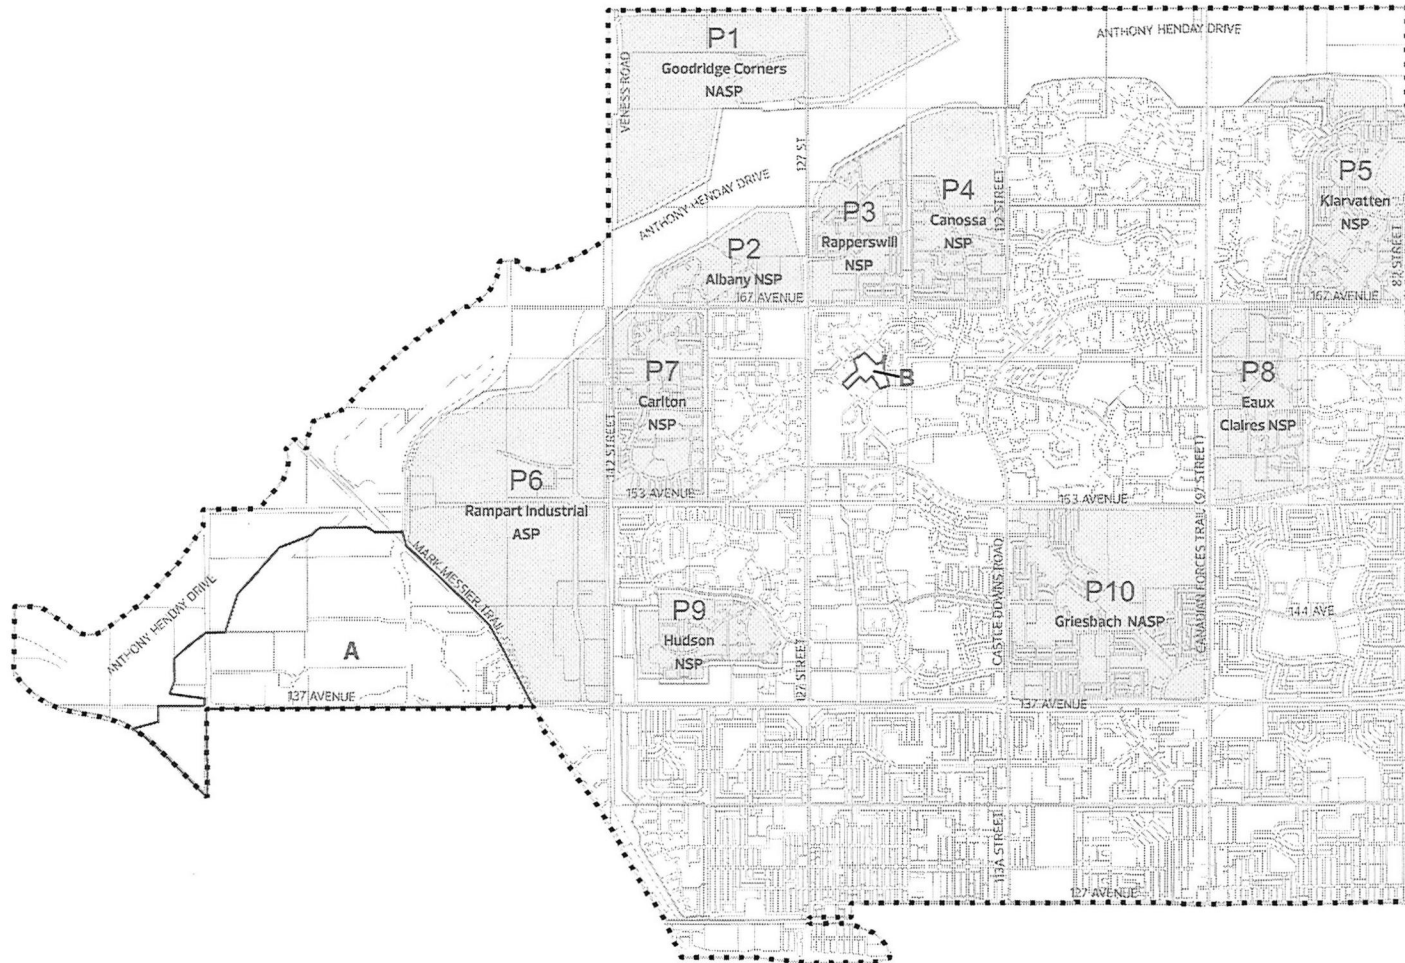 P1
Goodridge Corners
NASP
VENESS ROAD
127 ST
ANTHONY HENDAY DRIVE
ANTHONY HENDAY DRIVE
P2
Albany NSP
167 AVENUE
P3
Rapperswill
NSP
P4
Canossa
NSP
112 STREET
P5
Klarvatten
NSP
82 STREET
167 AVENUE
P7
Carlton
NSP
142 STREET
153 AVENUE
B
P8
Eaux
Claires NSP
P6
Rampart Industrial
ASP
153 AVENUE
MARK MESSIER TRAIL
ANTHONY HENDAY DRIVE
A
137 AVENUE
P9
Hudson
NSP
127 STREET
CASTLE DOWNS ROAD
P10
Griesbach NASP
CANADIAN FORCES TRAIL (97 STREET)
144 AVE
137 AVENUE
113A STREET
127 AVENUE